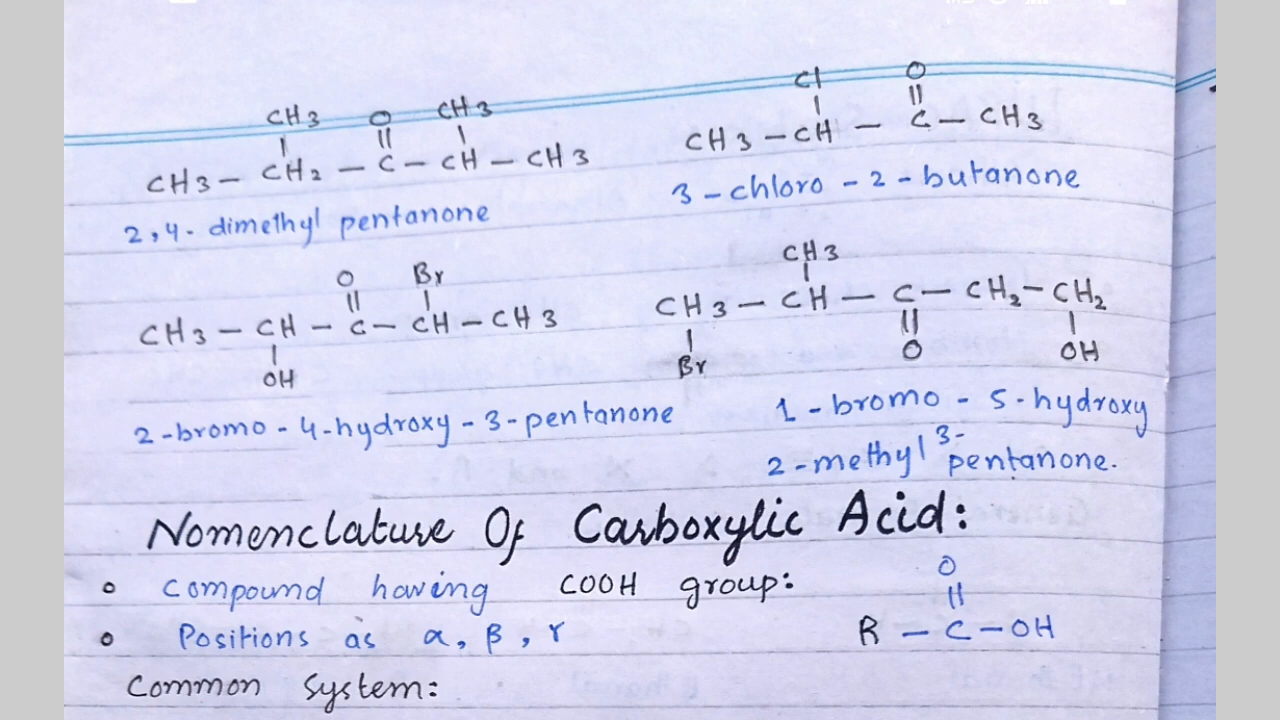 CH3 O CH3
|  ||  |
CH3 – CH2 – C – CH – CH3
2,4- dimethyl pentanone
Cl O
|  ||
CH3 – CH – C – CH3
3 – chloro – 2 – butanone
O Br
||  |
CH3 – CH – C – CH – CH3
|
OH
2-bromo - 4-hydroxy - 3-pentanone
CH3
|
CH3 – CH – C – CH2 – CH2
|  ||  |
Br O OH
1 - bromo - 5-hydroxy
2-methyl 3- pentanone.
Nomenclature Of Carboxylic Acid:
Compound having COOH group:
O
||
R – C – OH
Positions as α, β, γ
Common System: